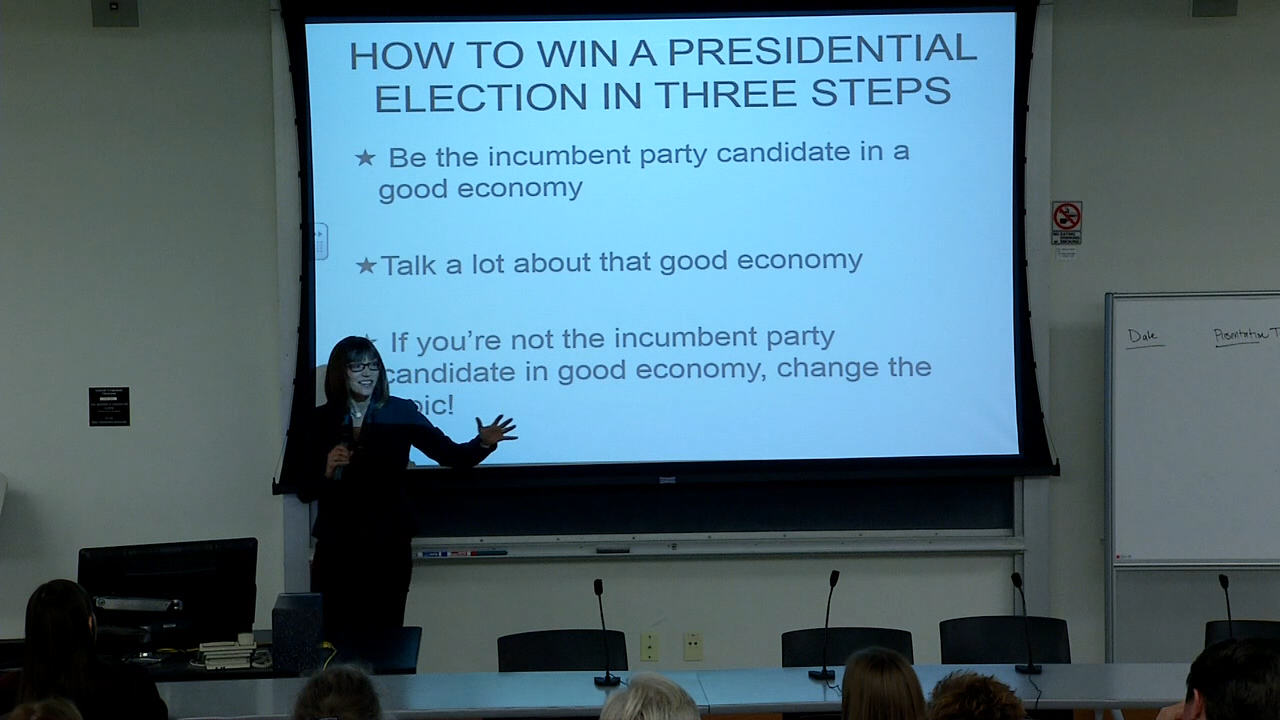 HOW TO WIN A PRESIDENTIAL
ELECTION IN THREE STEPS
★ Be the incumbent party candidate in a
good economy
★Talk a lot about that good economy
If you're not the incumbent party
candidate in good economy, change the
pic!
Date
Presentation T